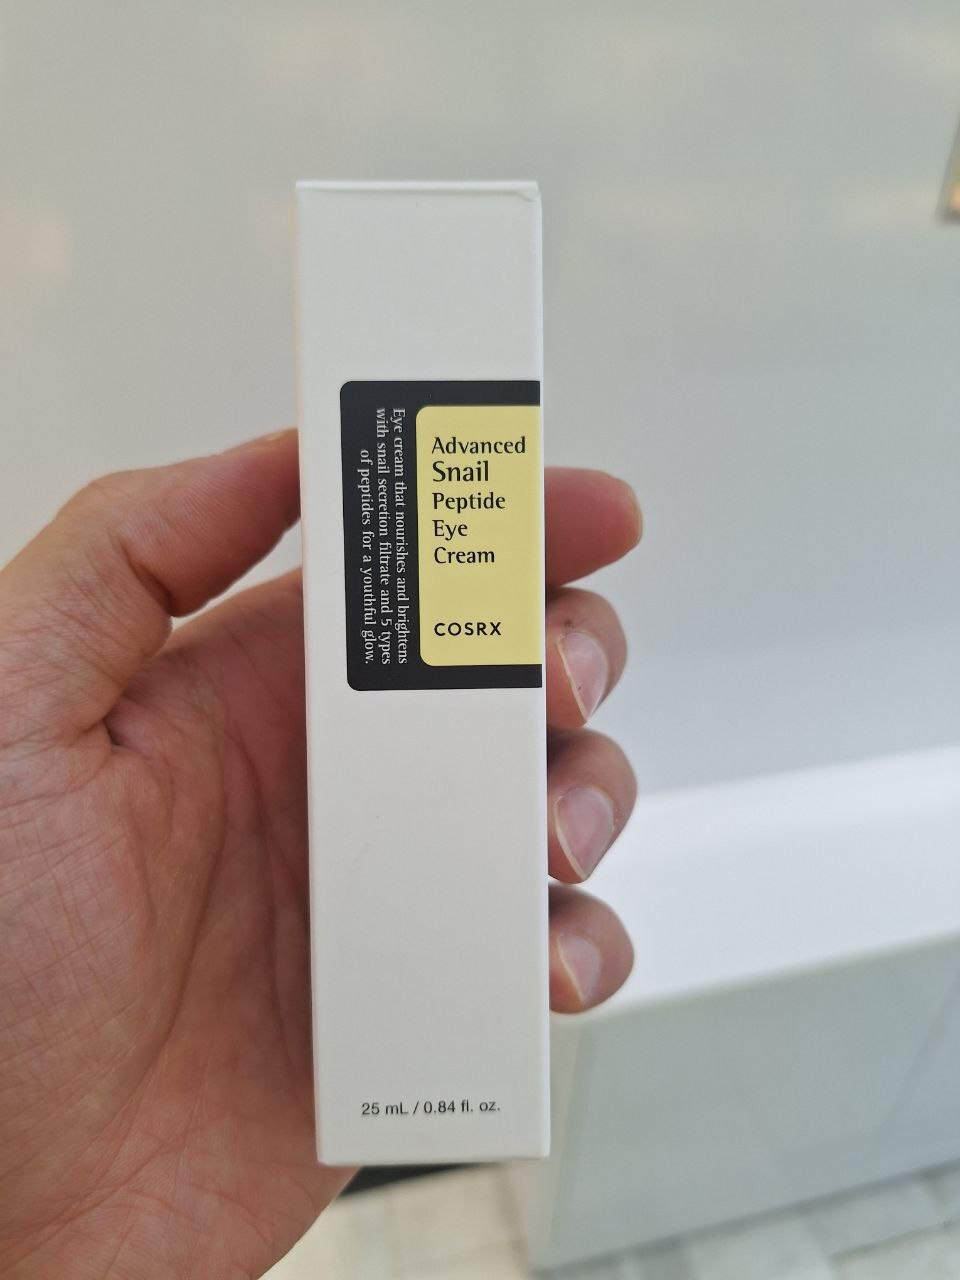 Advanced
Snail
Peptide
Eye
Cream
COSRX
Eye cream that nourishes and brightens
with snail secretion filtrate and 5 types
of peptides for a youthful glow.
25 mL / 0.84 fl. oz.